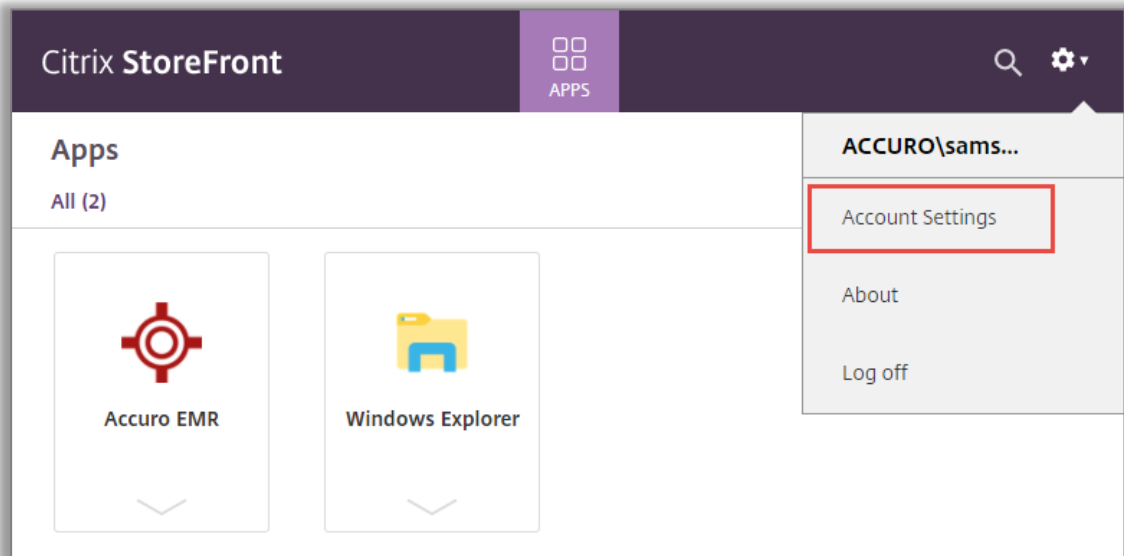 Citrix StoreFront
APPS
Apps
All (2)
ACCURO\sams...
Account Settings
About
Log off
Accuro EMR
Windows Explorer